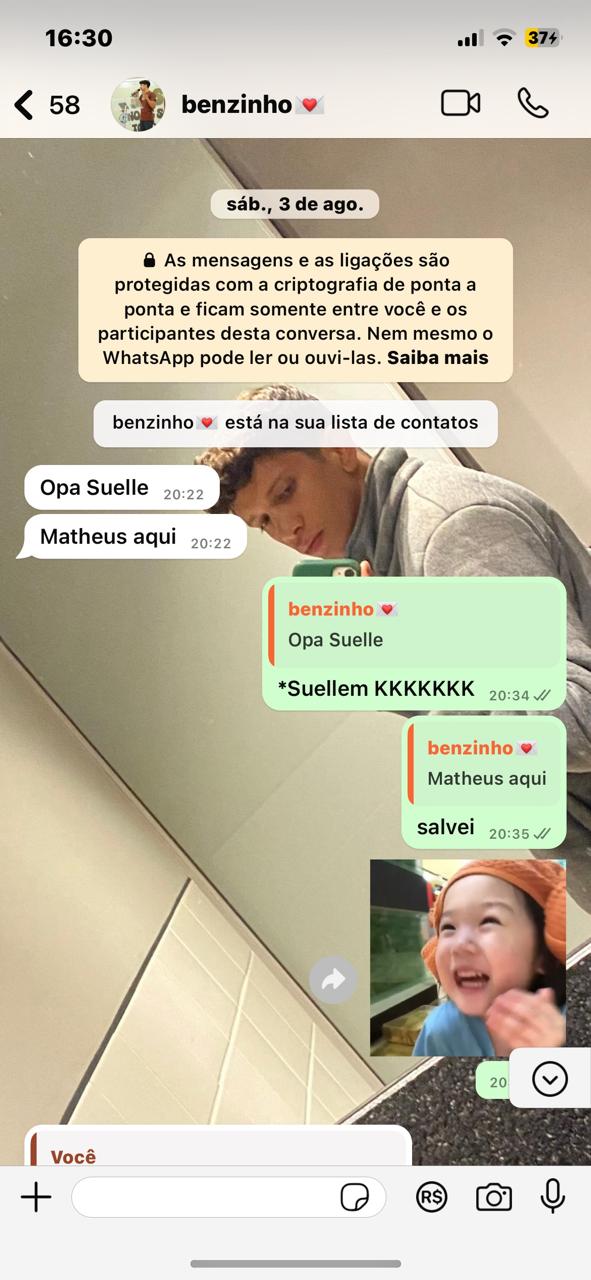 16:30
37
58
benzinho💌
sáb., 3 de ago.
As mensagens e as ligações são
protegidas com a criptografia de ponta a
ponta e ficam somente entre você e os
participantes desta conversa. Nem mesmo o
WhatsApp pode ler ou ouvi-las. Saiba mais
benzinho💌 está na sua lista de contatos
Opa Suelle 20:22
Matheus aqui 20:22
benzinho💌
Opa Suelle
*Suellem KKKKKKK 20:34
benzinho💌
Matheus aqui
salvei 20:35
20
Você
R$